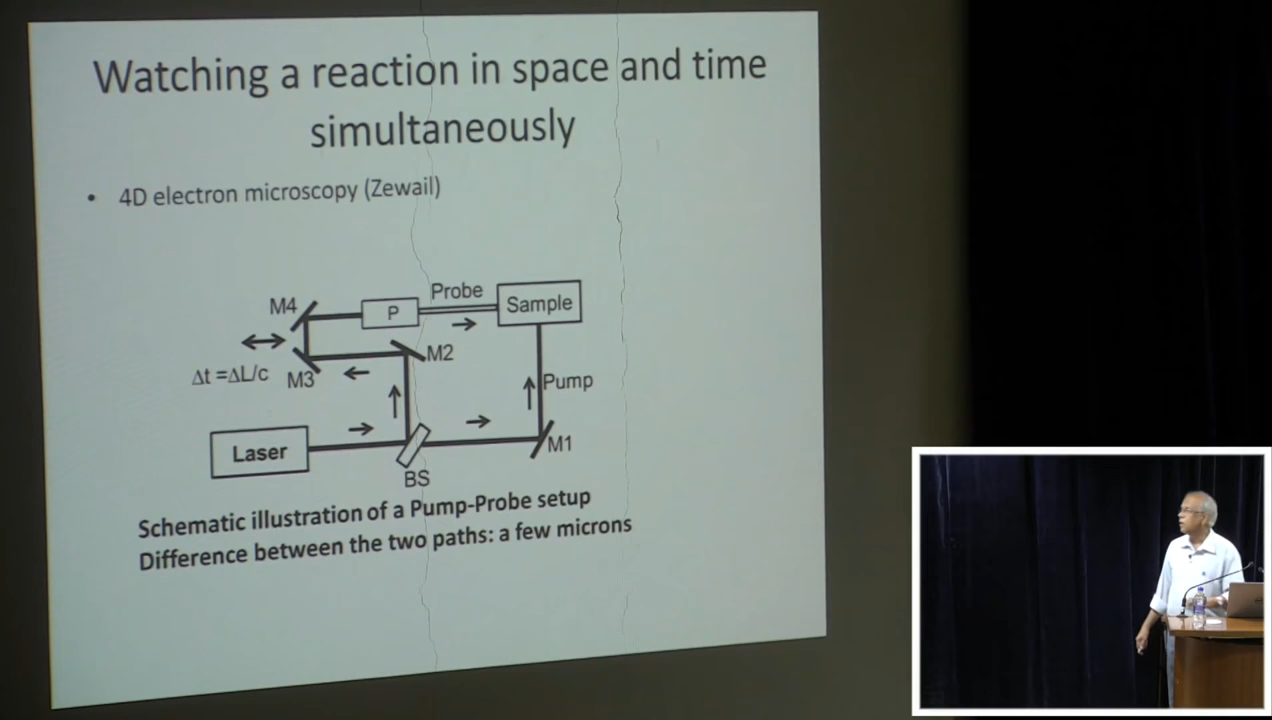 Watching a reaction in space and time
simultaneously
• 4D electron microscopy (Zewail)
M4
P
Probe
Sample
M2
Δt =ΔL/c
M3
Pump
Laser
M1
BS
Schematic illustration of a Pump-Probe setup
Difference between the two paths: a few microns